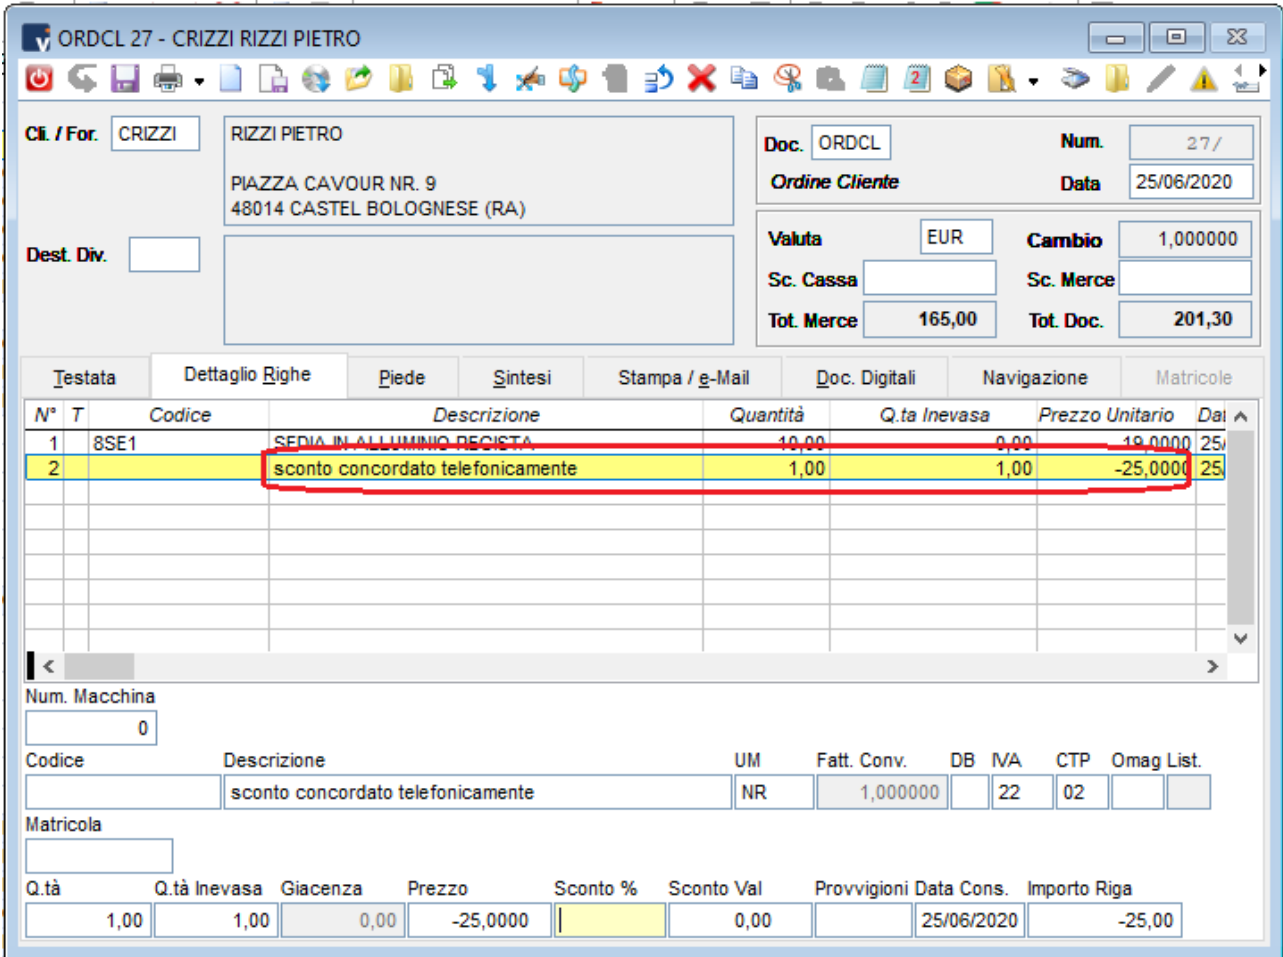 ORDCL 27 - CRIZZI RIZZI PIETRO
Cli. / For. CRIZZI RIZZI PIETRO
PIAZZA CAVOUR NR. 9
48014 CASTEL BOLOGNESE (RA)
Doc. ORDCL Num. 27/
Ordine Cliente Data 25/06/2020
Dest. Div.
Valuta EUR Cambio 1,000000
Sc. Cassa Sc. Merce
Tot. Merce 165,00 Tot. Doc. 201,30
Testata Dettaglio Righe Piede Sintesi Stampa / e-Mail Doc. Digitali Navigazione Matricole
N° T Codice Descrizione Quantità Q.ta Inevasa Prezzo Unitario Dat
1 8SE1 SEDIA IN ALLUMINIO REGISTA 10,00 0,00 19,0000 25/
2 sconto concordato telefonicamente 1,00 1,00 -25,0000 25/
Num. Macchina
0
Codice Descrizione UM Fatt. Conv. DB IVA CTP Omag List.
sconto concordato telefonicamente NR 1,000000 22 02
Matricola
Q.tà Q.tà Inevasa Giacenza Prezzo Sconto % Sconto Val Provvigioni Data Cons. Importo Riga
1,00 1,00 0,00 -25,0000 0,00 25/06/2020 -25,00